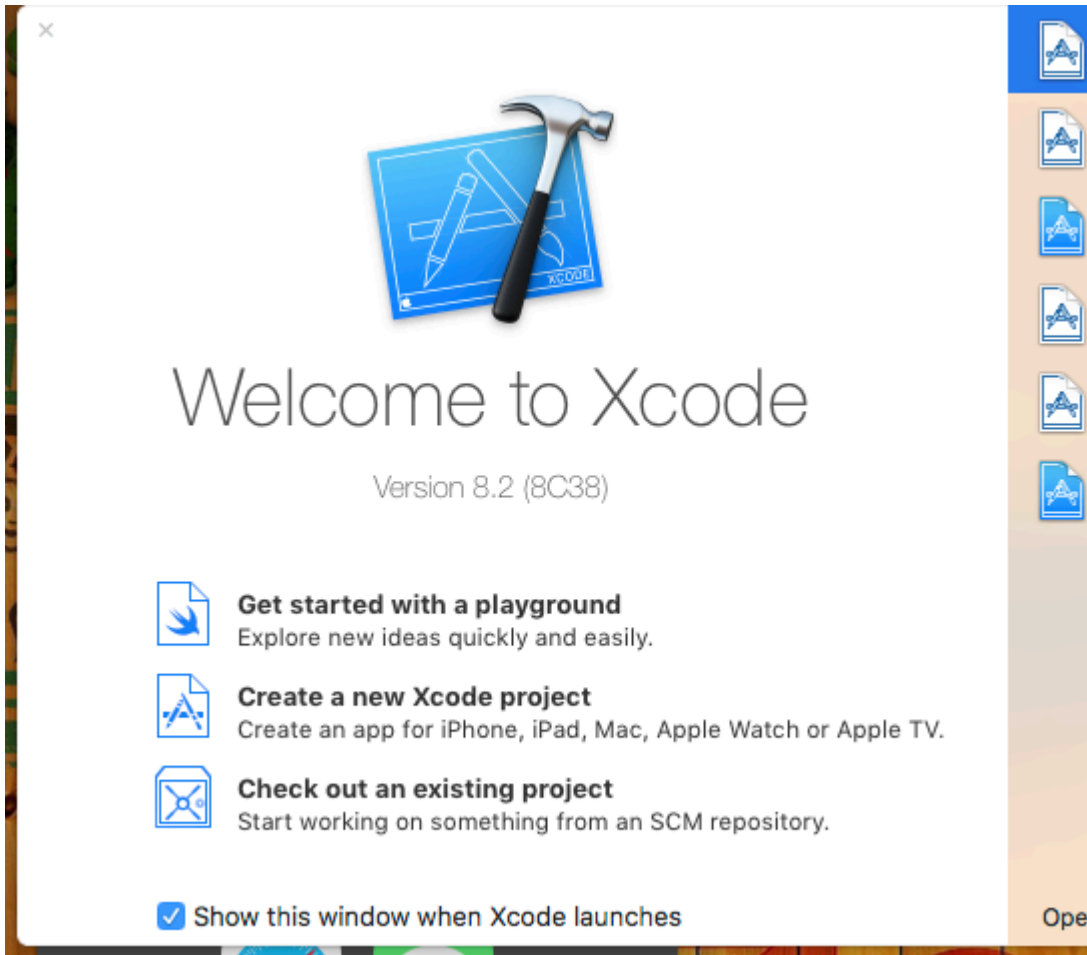 XCODE
Welcome to Xcode
Version 8.2 (8C38)
Get started with a playground
Explore new ideas quickly and easily.
Create a new Xcode project
Create an app for iPhone, iPad, Mac, Apple Watch or Apple TV.
Check out an existing project
Start working on something from an SCM repository.
Show this window when Xcode launches
Ope